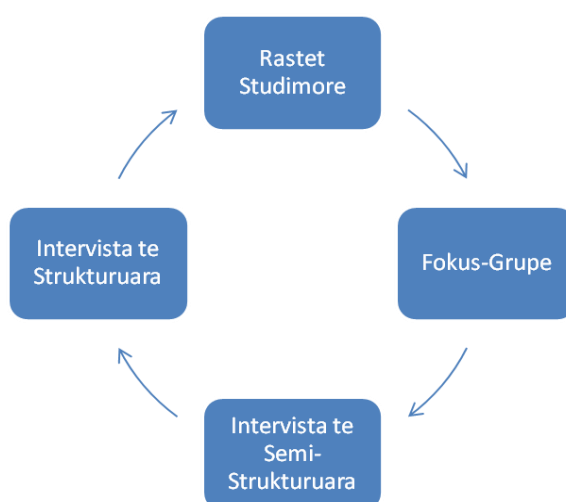 Rastet
Studimore
Fokus-Grupe
Intervista te
Semi-
Strukturuara
Intervista te
Strukturuara